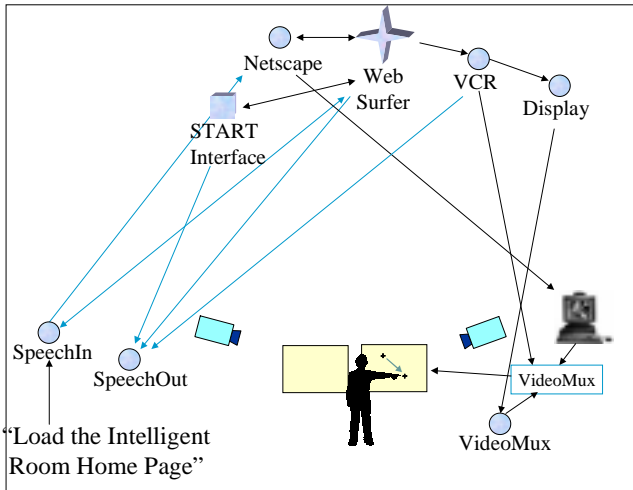 Netscape
Web
Surfer
VCR
Display
START
Interface
SpeechIn
SpeechOut
VideoMux
VideoMux
“Load the Intelligent
Room Home Page”